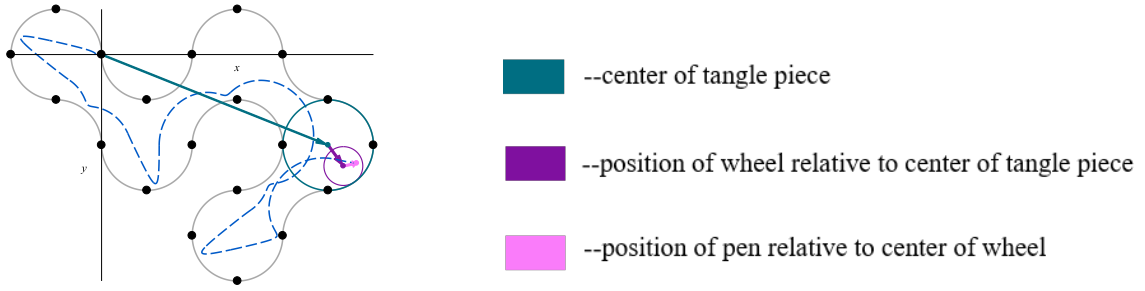 x
y
--center of tangle piece
--position of wheel relative to center of tangle piece
--position of pen relative to center of wheel